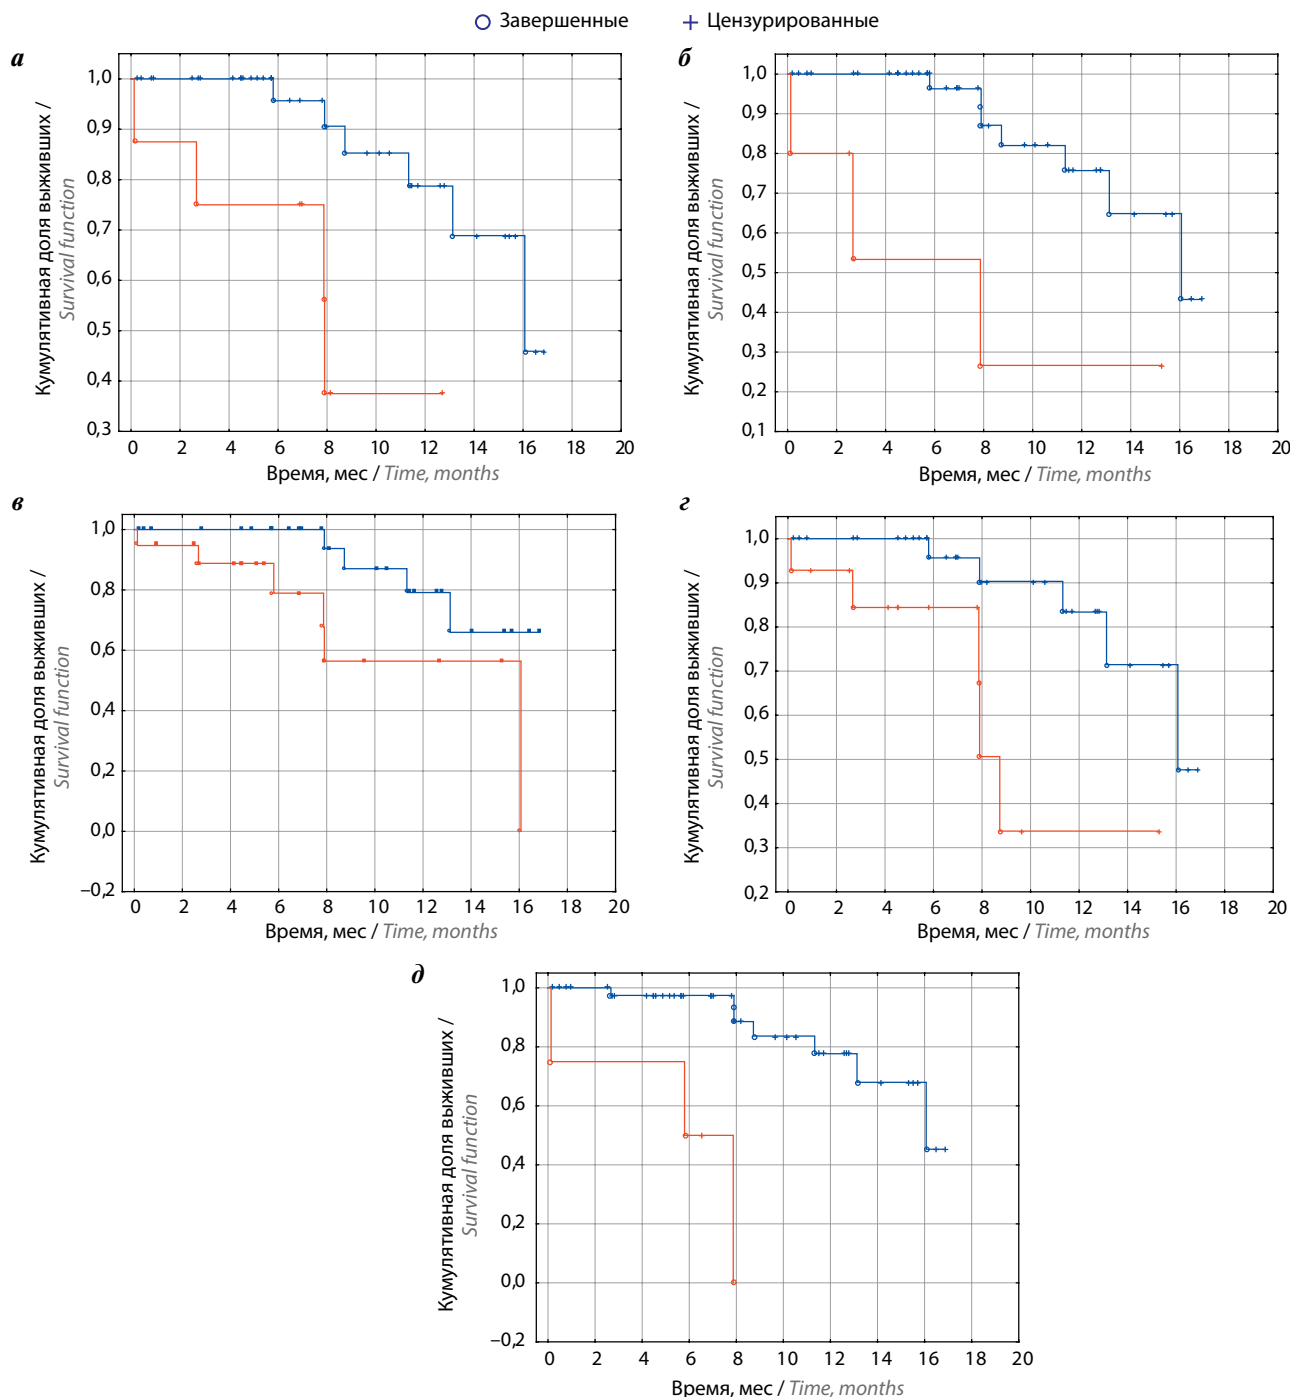 Завершенные Цензурированные
а
Кумулятивная доля выживших /
Survival function
1,0
0,9
0,8
0,7
0,6
0,5
0,4
0,3
0 2 4 6 8 10 12 14 16 18 20
Время, мес / Time, months
б
Кумулятивная доля выживших /
Survival function
1,0
0,9
0,8
0,7
0,6
0,5
0,4
0,3
0,2
0,1
0 2 4 6 8 10 12 14 16 18 20
Время, мес / Time, months
в
Кумулятивная доля выживших /
Survival function
1,0
0,8
0,6
0,4
0,2
0,0
–0,2
0 2 4 6 8 10 12 14 16 18 20
Время, мес / Time, months
г
Кумулятивная доля выживших /
Survival function
1,0
0,9
0,8
0,7
0,5
0,4
0,3
0,2
0 2 4 6 8 10 12 14 16 18 20
Время, мес / Time, months
д
Кумулятивная доля выживших /
Survival function
1,0
0,8
0,6
0,4
0,2
0,0
–0,2
0 2 4 6 8 10 12 14 16 18 20
Время, мес / Time, months